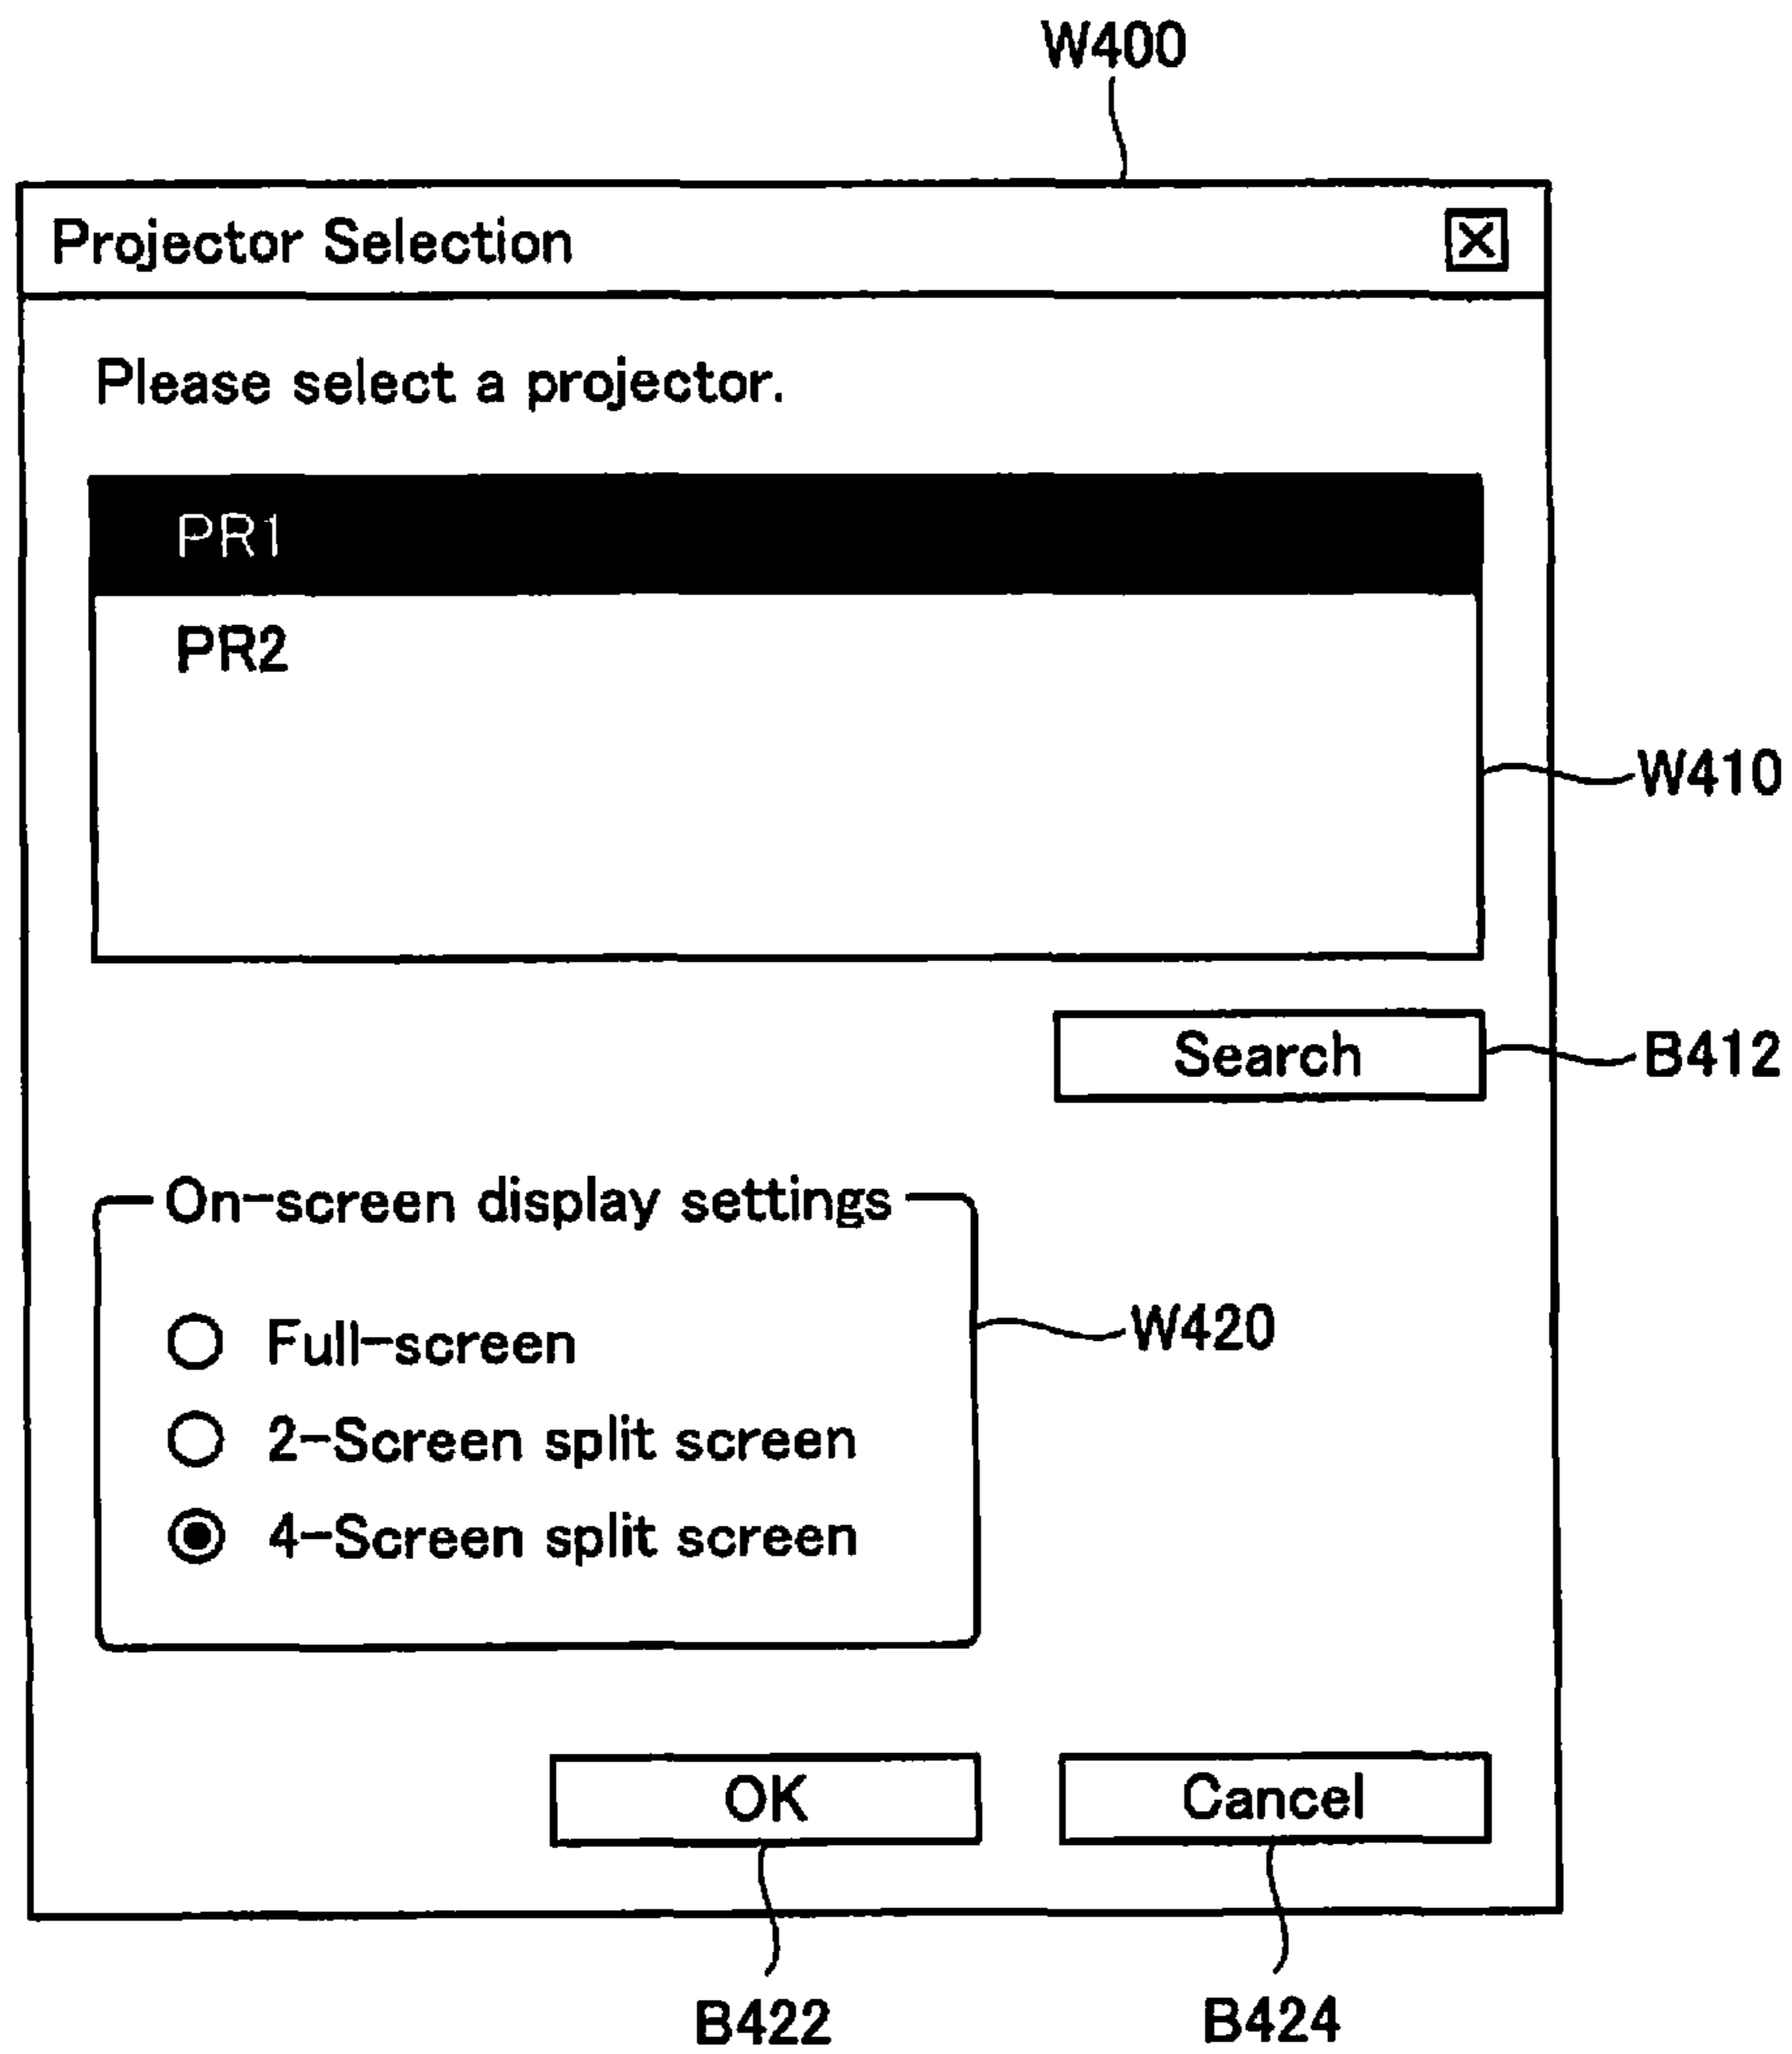 W400
Projector Selection
Please select a projector.
PR1
PR2
W410
Search
B412
On-screen display settings
Full-screen
W420
2-Screen split screen
4-Screen split screen
OK
Cancel
B422
B424